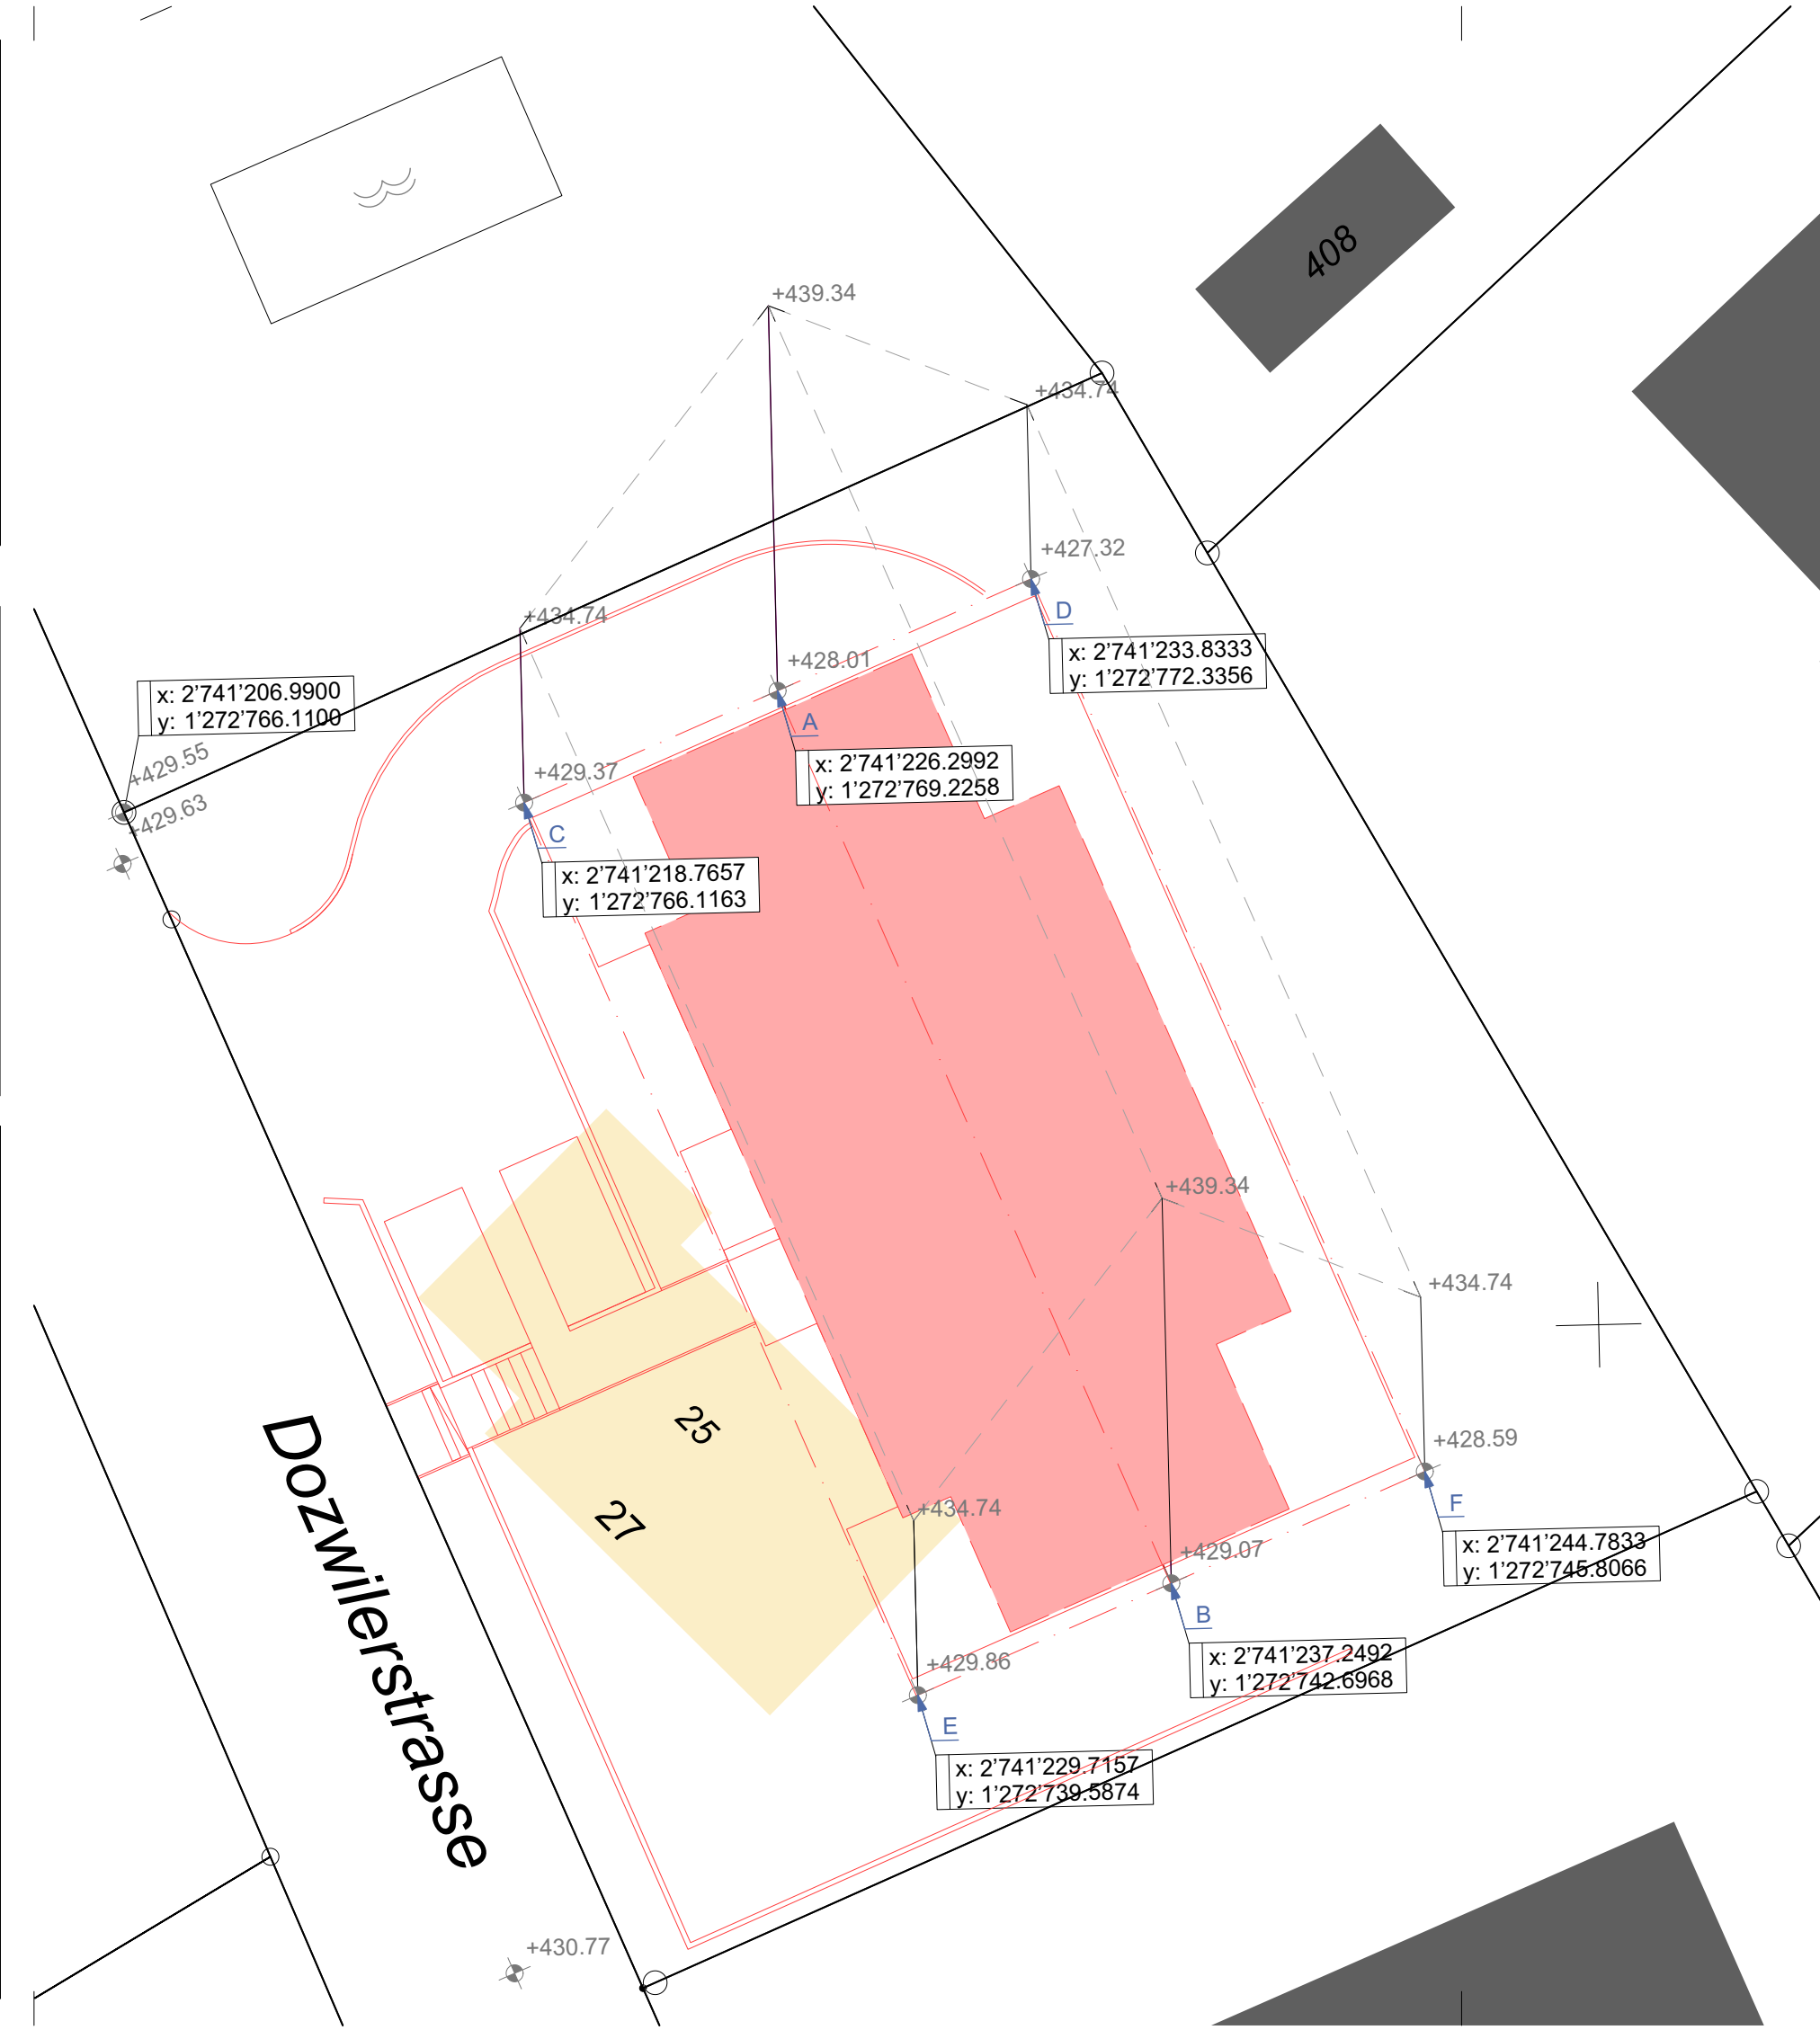 408
+439.34
+434.74
+427.32
D
x: 2’741’233.8333
y: 1’272’772.3356
+434.74
+428.01
A
x: 2’741’226.2992
y: 1’272’769.2258
x: 2’741’206.9900
y: 1’272’766.1100
+429.55
+429.63
+429.37
C
x: 2’741’218.7657
y: 1’272’766.1163
+439.34
+434.74
25
27
+434.74
+428.59
F
x: 2’741’244.7833
y: 1’272’745.8066
+429.07
B
x: 2’741’237.2492
y: 1’272’742.6968
+429.86
E
x: 2’741’229.7157
y: 1’272’739.5874
Dozwilerstrasse
+430.77